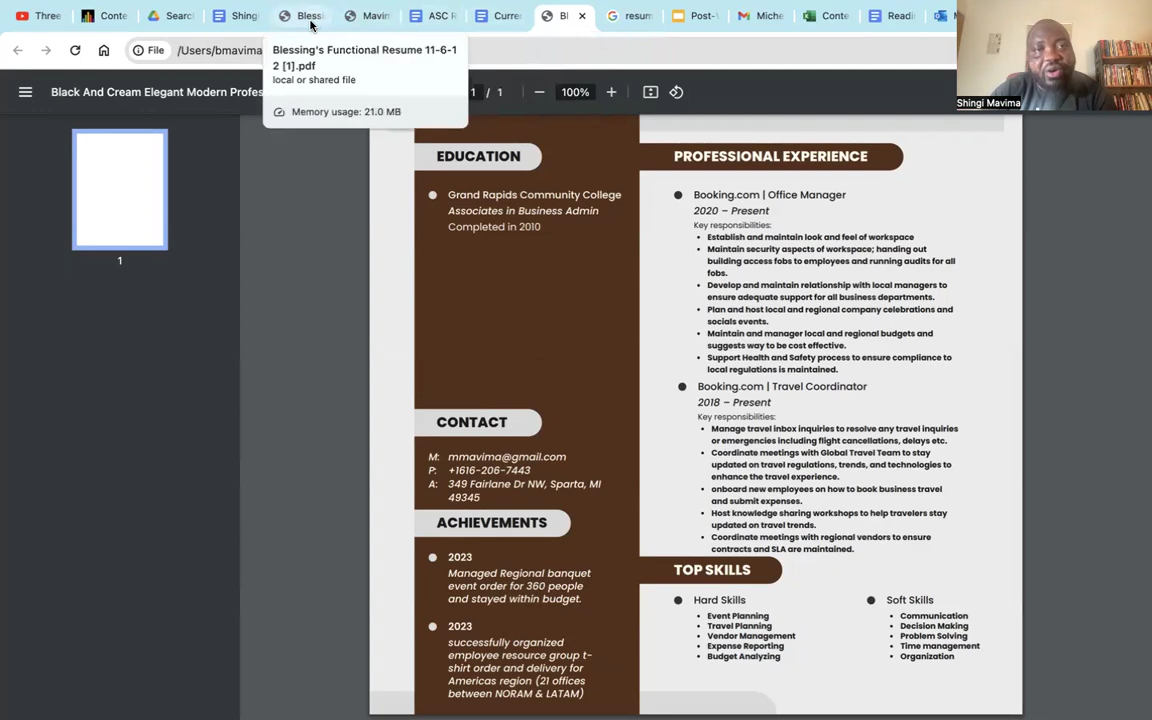 Three
Conte
Searc
Shing
Blessi
Mavin
ASC R
Curre
Bl
resum
Post-
Miche
Conte
Readi
File
/Users/bmavima
Blessing's Functional Resume 11-6-1
2 [1].pdf
local or shared file
Memory usage: 21.0 MB
Black And Cream Elegant Modern Profes
1 / 1
100%
Shingi Mavima
1
EDUCATION
Grand Rapids Community College
Associates in Business Admin
Completed in 2010
CONTACT
M: mmavima@gmail.com
P: +1616-206-7443
A: 349 Fairlane Dr NW, Sparta, MI
49345
ACHIEVEMENTS
2023
Managed Regional banquet
event order for 360 people
and stayed within budget.
2023
successfully organized
employee resource group t-
shirt order and delivery for
Americas region (21 offices
between NORAM & LATAM)
PROFESSIONAL EXPERIENCE
Booking.com | Office Manager
2020 – Present
Key responsibilities:
Establish and maintain look and feel of workspace
Maintain security aspects of workspace; handing out
building access fobs to employees and running audits for all
fobs.
Develop and maintain relationship with local managers to
ensure adequate support for all business departments.
Plan and host local and regional company celebrations and
socials events.
Maintain and manager local and regional budgets and
suggests way to be cost effective.
Support Health and Safety process to ensure compliance to
local regulations is maintained.
Booking.com | Travel Coordinator
2018 – Present
Key responsibilities:
Manage travel inbox inquiries to resolve any travel inquiries
or emergencies including flight cancellations, delays etc.
Coordinate meetings with Global Travel Team to stay
updated on travel regulations, trends, and technologies to
enhance the travel experience.
onboard new employees on how to book business travel
and submit expenses.
Host knowledge sharing workshops to help travelers stay
updated on travel trends.
Coordinate meetings with regional vendors to ensure
contracts and SLA are maintained.
TOP SKILLS
Hard Skills
Event Planning
Travel Planning
Vendor Management
Expense Reporting
Budget Analyzing
Soft Skills
Communication
Decision Making
Problem Solving
Time management
Organization